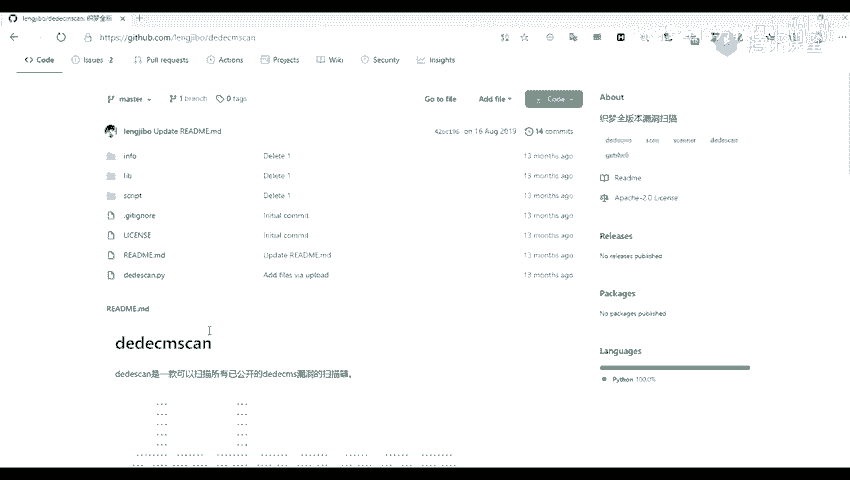 lengjibo/dedecmscan: 织梦全版
https://github.com/lengjibo/dedecmscan
Code
Issues 2
Pull requests
Actions
Projects
Wiki
Security
Insights
master
1 branch
0 tags
Go to file
Add file
Code
lengjibo Update README.md
on 16 Aug 2019
14 commits
info Delete 1 13 months ago
lib Delete 1 13 months ago
script Delete 1 13 months ago
.gitignore Initial commit 13 months ago
LICENSE Initial commit 13 months ago
README.md Update README.md 13 months ago
dedescan.py Add files via upload 13 months ago
README.md
dedecmscan
dedescan是一款可以扫描所有已公开的dedecms漏洞的扫描器。
About
织梦全版本漏洞扫描
dedecms scan scanner dedescan
getshell
Readme
Apache-2.0 License
Releases
No releases published
Packages
No packages published
Languages
Python 100.0%
腾讯课堂